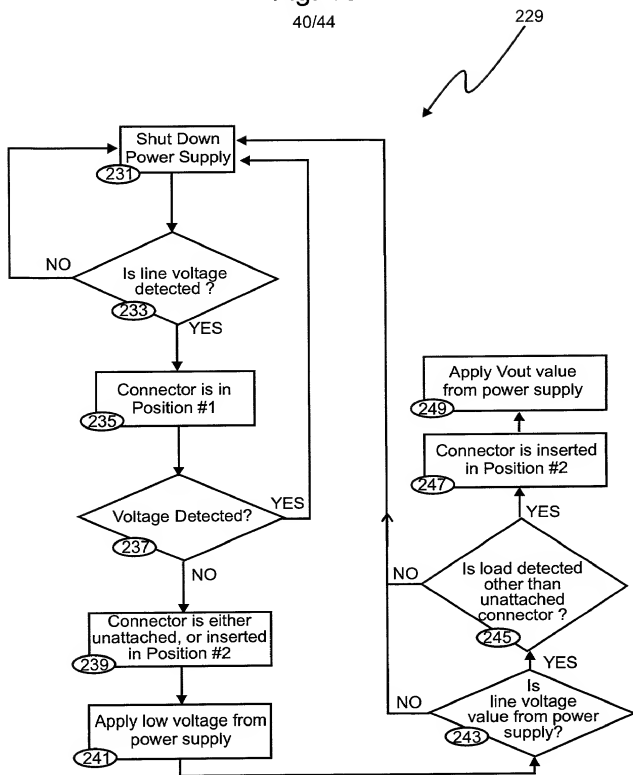 40/44
229
Shut Down
Power Supply
231
NO
Is line voltage
detected ?
233
YES
Connector is in
Position #1
235
Voltage Detected?
YES
237
NO
Connector is either
unattached, or inserted
in Position #2
239
Apply low voltage from
power supply
241
Apply Vout value
from power supply
249
Connector is inserted
in Position #2
247
YES
NO
Is load detected
other than
unattached
connector ?
245
YES
NO
Is
line voltage
value from power
supply?
243